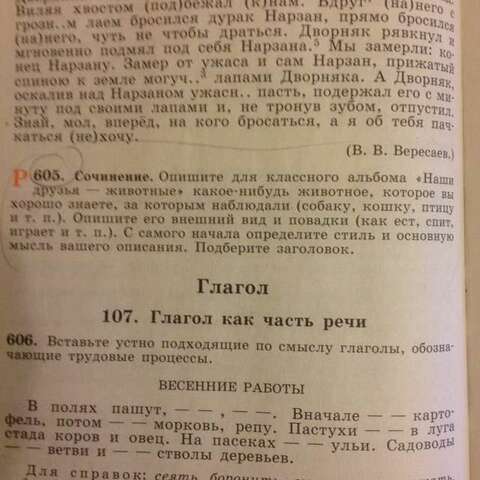 Виляя хвостом (под)бежал (к)нам. Вдруг (на)него с
грозн..м лаем бросился дурак Нарзан, прямо бросился
(на)него, чуть не чтобы драться. Дворняк рявкнул и
мгновенно подмял под себя Нарзана.⁵ Мы замерли: ко-
нец Нарзану. Замер от ужаса и сам Нарзан, прижатый
спиною к земле могуч..³ лапами Дворняка. А Дворняк,
оскалив над Нарзаном ужасн.. пасть, подержал его с ми-
нуту под своими лапами и, не тронув зубом, отпустил.
Знай, мол, вперёд, на кого бросаться, а я об тебя пач-
каться (не)хочу.
(В. В. Вересаев.)
Р 605. Сочинение. Опишите для классного альбома «Наши
друзья — животные» какое-нибудь животное, которое вы
хорошо знаете, за которым наблюдали (собаку, кошку, птицу
и т. п.). Опишите его внешний вид и повадки (как ест, спит,
играет и т. п.). С самого начала определите стиль и основную
мысль вашего описания. Подберите заголовок.
Глагол
107. Глагол как часть речи
606. Вставьте устно подходящие по смыслу глаголы, обозна-
чающие трудовые процессы.
ВЕСЕННИЕ РАБОТЫ
В полях пашут, — — , — —. Вначале — — карто-
фель, потом — — морковь, репу. Пастухи — — в луга
стада коров и овец. На пасеках — — ульи. Садоводы
— — ветви и — — стволы деревьев.
Для справок: сеять, боронить,